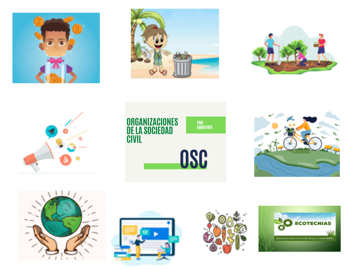 ORGANIZACIONES
DE LA SOCIEDAD
CIVIL
PRO
AMBIENTE
OSC
ECOTECNIAS